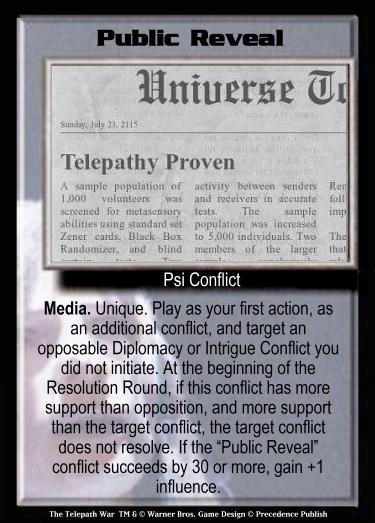 Public Reveal
Universe To
Sunday, July 23, 2115
Telepathy Proven
A sample population of
1,000 volunteers was
screened for metasensory
abilities using standard set
Zener cards, Black Box
Randomizer, and blind
activity between senders
and receivers in accurate
tests. The sample
population was increased
to 5,000 individuals. Two
members of the larger
Ren
foll
imp
The
that
Psi Conflict
Media. Unique. Play as your first action, as
an additional conflict, and target an
opposable Diplomacy or Intrigue Conflict you
did not initiate. At the beginning of the
Resolution Round, if this conflict has more
support than opposition, and more support
than the target conflict, the target conflict
does not resolve. If the “Public Reveal”
conflict succeeds by 30 or more, gain +1
influence.
The Telepath War TM & © Warner Bros. Game Design © Precedence Publish